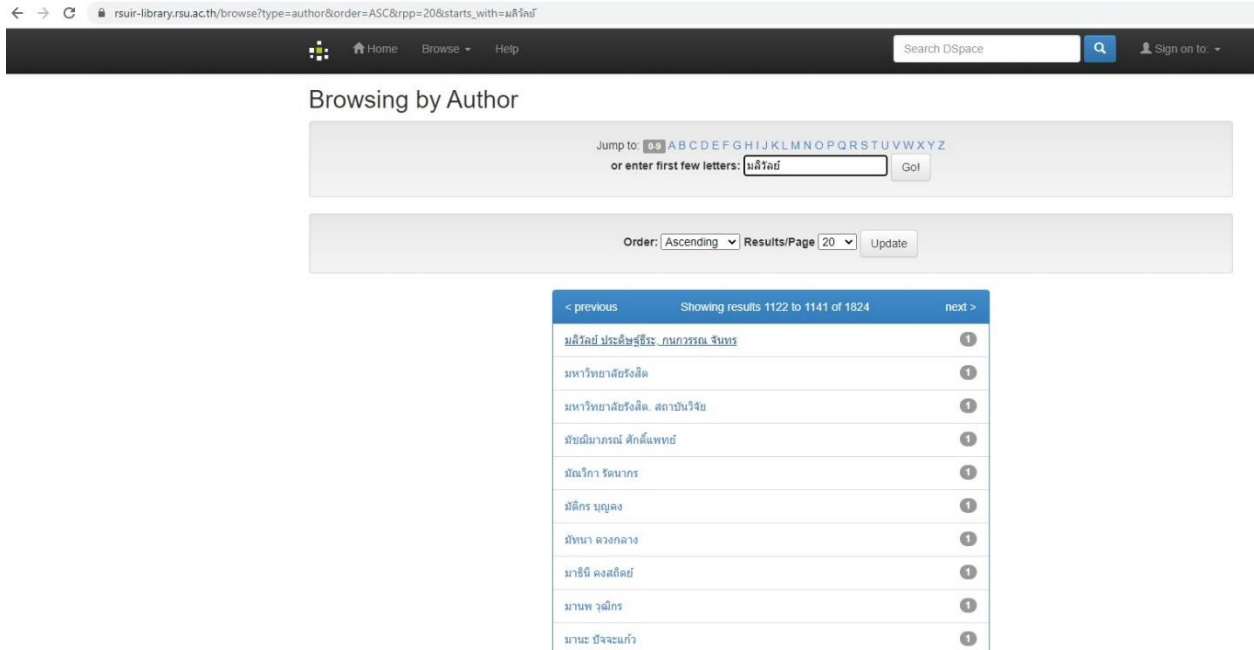 rsuir-library.rsu.ac.th/browse?type=author&order=ASC&rpp=20&starts_with=มลิวัลย์
Home Browse Help Search DSpace Sign on to:
Browsing by Author
Jump to: 0-9 A B C D E F G H I J K L M N O P Q R S T U V W X Y Z
or enter first few letters: มลิวัลย์ Go!
Order: Ascending Results/Page 20 Update
< previous Showing results 1122 to 1141 of 1824 next >
มลิวัลย์ ประดิษฐ์ธีระ, กนกวรรณ จันทร 1
มหาวิทยาลัยรังสิต 1
มหาวิทยาลัยรังสิต. สถาบันวิจัย 1
มัชฌิมาภรณ์ ศักดิ์แพทย์ 1
มัณวิกา รัตนากร 1
มัติกร บุญคง 1
มัทนา ดวงกลาง 1
มาธินี คงสถิตย์ 1
มานพ วุฒิกร 1
มานะ ปัจจะแก้ว 1